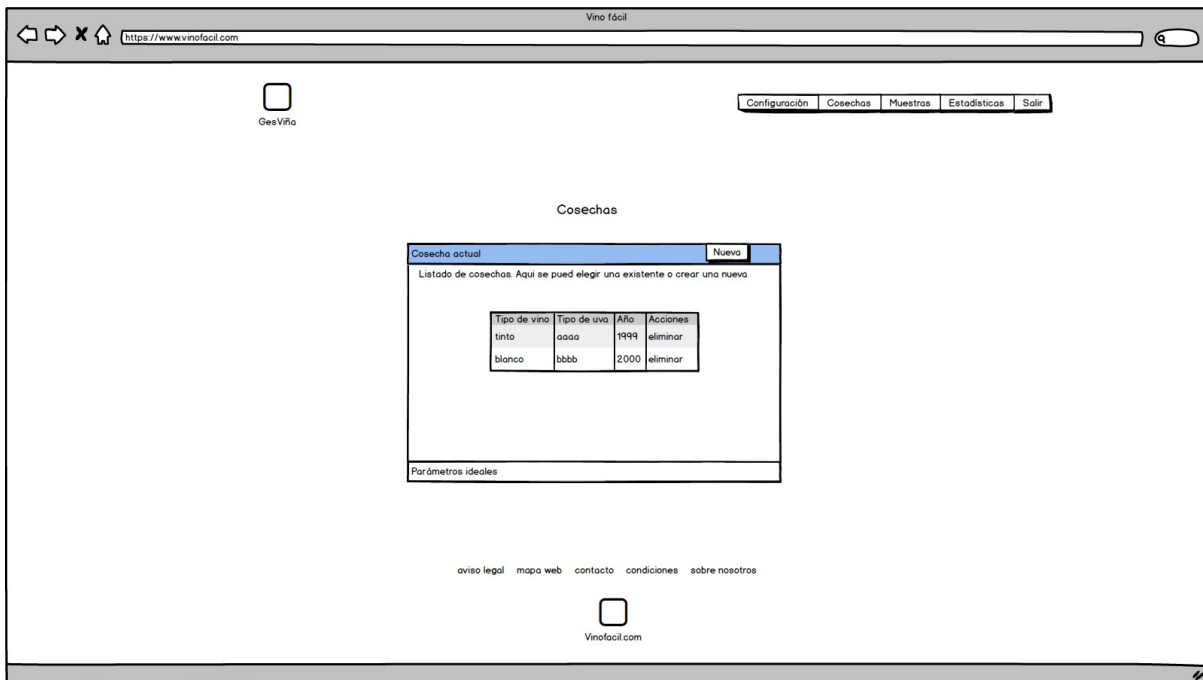 Vino fácil
https://www.vinofacil.com
GesViña
Configuración Cosechas Muestras Estadísticas Salir
Cosechas
Cosecha actual Nueva
Listado de cosechas. Aqui se pued elegir una existente o crear una nueva
Tipo de vino Tipo de uva Año Acciones
tinto aaaa 1999 eliminar
blanco bbbb 2000 eliminar
Parámetros ideales
aviso legal mapa web contacto condiciones sobre nosotros
Vinofacil.com